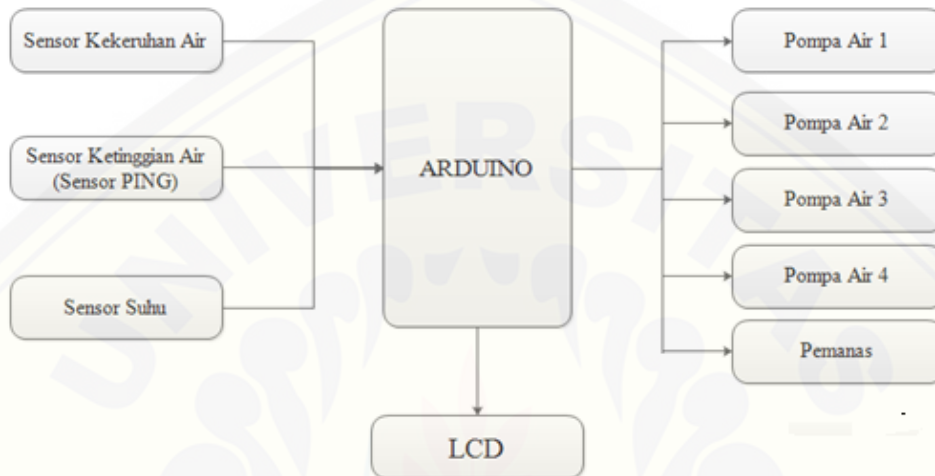 Sensor Kekeruhan Air
Sensor Ketinggian Air
(Sensor PING)
Sensor Suhu
ARDUINO
LCD
Pompa Air 1
Pompa Air 2
Pompa Air 3
Pompa Air 4
Pemanas
UNIVERSITAS